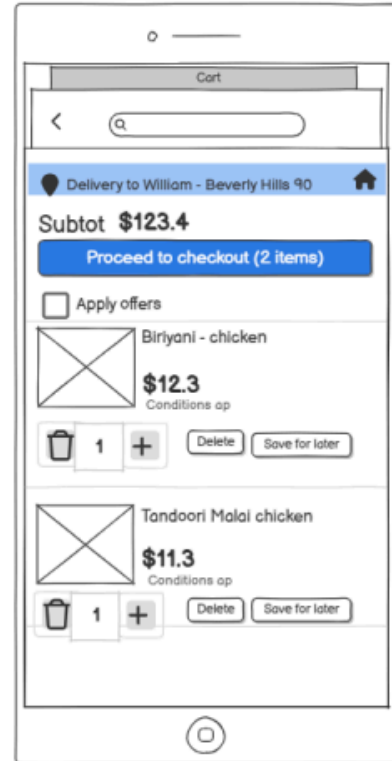 Cart
Delivery to William - Beverly Hills 90
Subtot $123.4
Proceed to checkout (2 items)
Apply offers
Biriyani - chicken
$12.3
Conditions ap
1 + Delete Save for later
Tandoori Malai chicken
$11.3
Conditions ap
1 + Delete Save for later